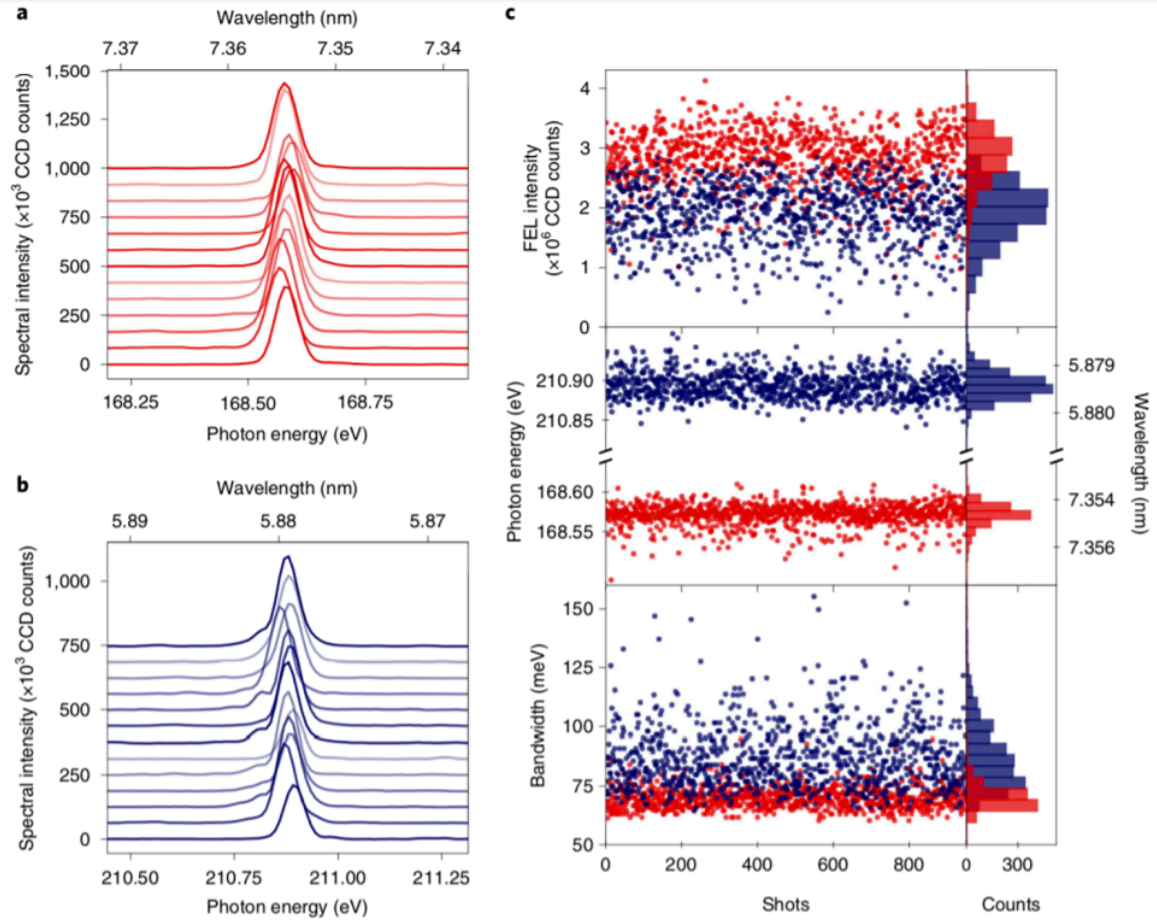 a
Wavelength (nm)
7.37 7.36 7.35 7.34
Spectral intensity (×10³ CCD counts)
1,500
1,250
1,000
750
500
250
0
168.25 168.50 168.75
Photon energy (eV)
b
Wavelength (nm)
5.89 5.88 5.87
Spectral intensity (×10³ CCD counts)
1,000
750
500
250
0
210.50 210.75 211.00 211.25
Photon energy (eV)
c
FEL intensity
(×10⁶ CCD counts)
4
3
2
1
0
Photon energy (eV)
210.90
210.85
168.60
168.55
5.879
5.880
7.354
7.356
Wavelength (nm)
Bandwidth (meV)
150
125
100
75
50
0 200 400 600 800 0 300
Shots Counts